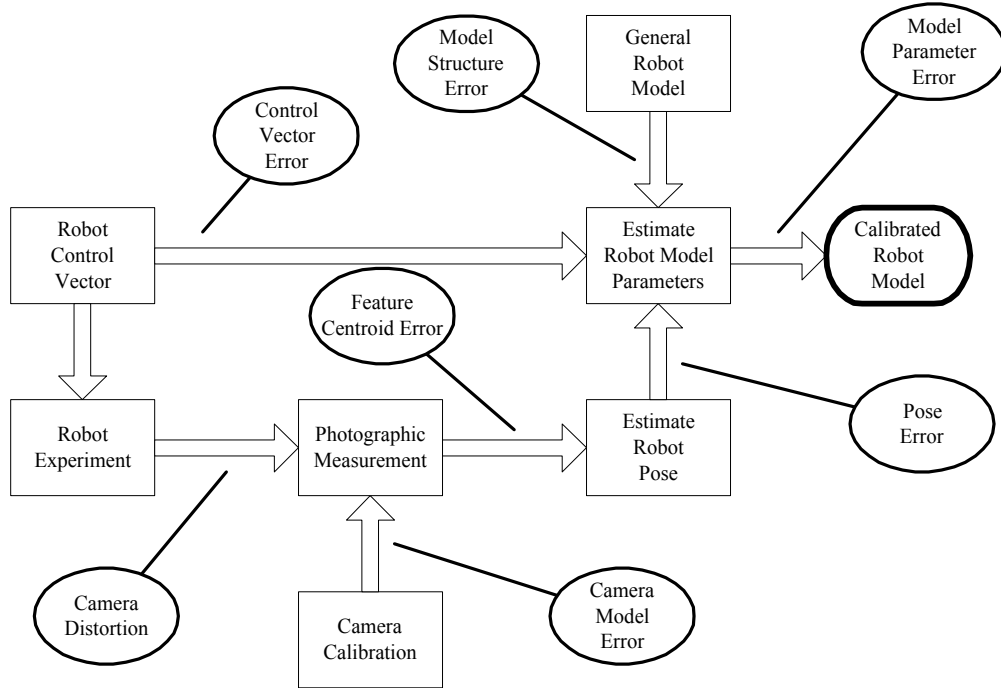 Model
Structure
Error
General
Robot
Model
Model
Parameter
Error
Control
Vector
Error
Robot
Control
Vector
Estimate
Robot Model
Parameters
Calibrated
Robot
Model
Feature
Centroid Error
Robot
Experiment
Photographic
Measurement
Estimate
Robot
Pose
Pose
Error
Camera
Distortion
Camera
Calibration
Camera
Model
Error